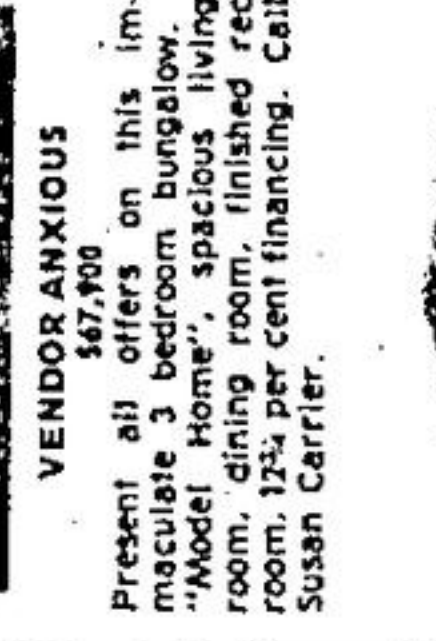 VENDOR ANXIOUS
$67,900
Present all offers on this im-
maculate 3 bedroom bungalow.
"Model Home", spacious living
room, dining room, finished rec
room, 12¾ per cent financing. Call
Susan Carrier.